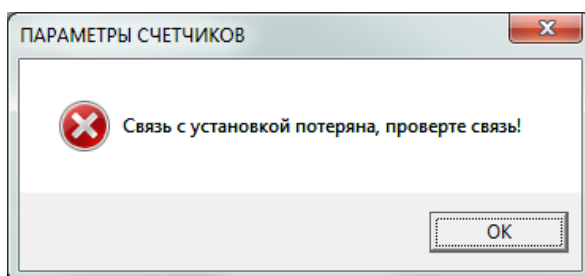 ПАРАМЕТРЫ СЧЕТЧИКОВ
Связь с установкой потеряна, проверте связь!
OK